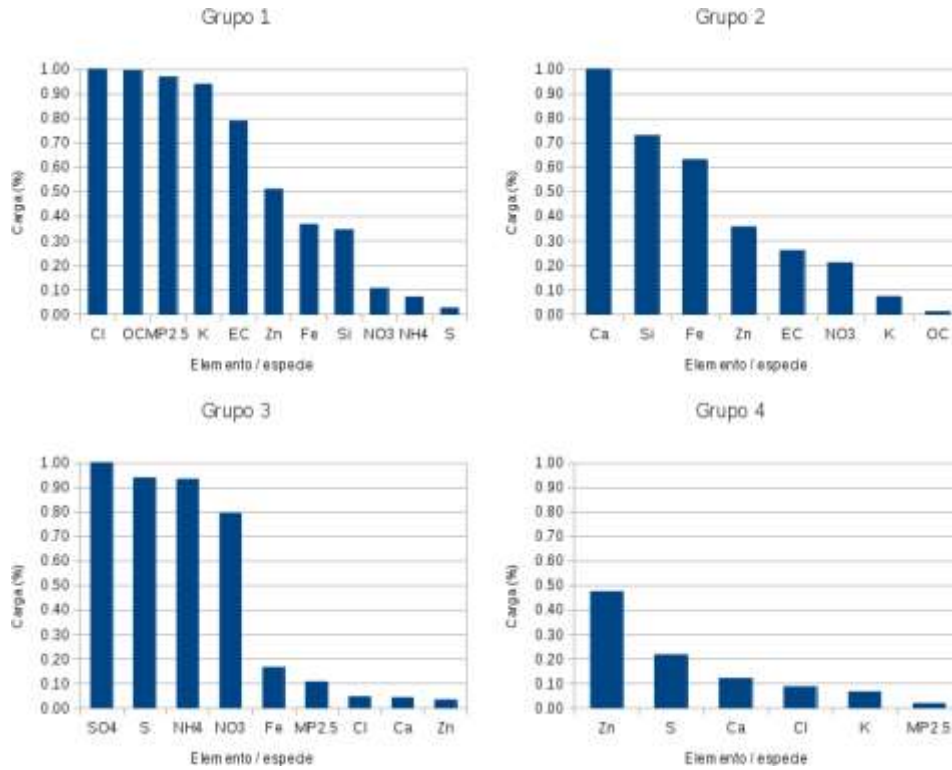 Grupo 1
1.00
0.90
0.80
0.70
0.60
0.50
0.40
0.30
0.20
0.10
0.00
Carga (%)
Cl OC MP2.5 K EC Zn Fe Si NO3 NH4 S
Elemento / especie
Grupo 2
1.00
0.90
0.80
0.70
0.60
0.50
0.40
0.30
0.20
0.10
0.00
Carga (%)
Ca Si Fe Zn EC NO3 K OC
Elemento / especie
Grupo 3
1.00
0.90
0.80
0.70
0.60
0.50
0.40
0.30
0.20
0.10
0.00
Carga (%)
SO4 S NH4 NO3 Fe MP2.5 Cl Ca Zn
Elemento / especie
Grupo 4
1.00
0.90
0.80
0.70
0.60
0.50
0.40
0.30
0.20
0.10
0.00
Carga (%)
Zn S Ca Cl K MP2.5
Elemento / especie